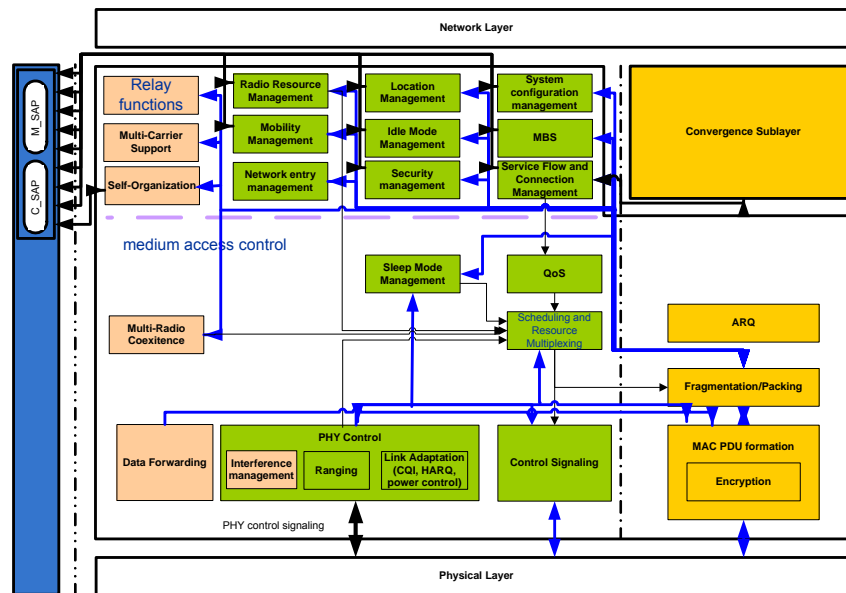 Network Layer
M_SAP
C_SAP
Relay
functions
Radio Resource
Management
Location
Management
System
configuration
management
Convergence Sublayer
Multi-Carrier
Support
Mobility
Management
Idle Mode
Management
MBS
Self-Organization
Network entry
management
Security
management
Service Flow and
Connection
Management
medium access control
Sleep Mode
Management
QoS
Multi-Radio
Coexitence
Scheduling and
Resource
Multiplexing
ARQ
Fragmentation/Packing
Data Forwarding
PHY Control
Interference
management
Ranging
Link Adaptation
(CQI, HARQ,
power control)
Control Signaling
MAC PDU formation
Encryption
PHY control signaling
Physical Layer